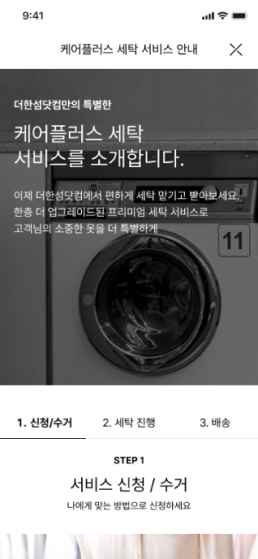 9:41
케어플러스 세탁 서비스 안내
더한섬닷컴만의 특별한
케어플러스 세탁
서비스를 소개합니다.
이제 더한섬닷컴에서 편하게 세탁 맡기고 받아보세요.
한층 더 업그레이드된 프리미엄 세탁 서비스로
고객님의 소중한 옷을 더 특별하게
11
1. 신청/수거
2. 세탁 진행
3. 배송
STEP 1
서비스 신청 / 수거
나에게 맞는 방법으로 신청하세요